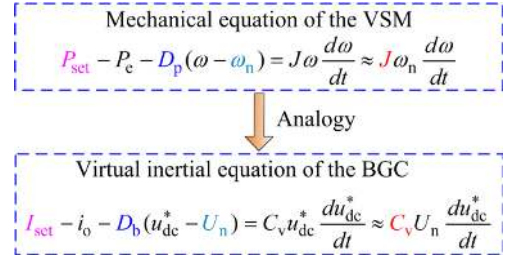 Mechanical equation of the VSM
P_set − P_e − D_p(ω − ω_n) = Jω dω/dt ≈ Jω_n dω/dt
Analogy
Virtual inertial equation of the BGC
I_set − i_o − D_b(u*_dc − U_n) = C_v u*_dc du*_dc/dt ≈ C_v U_n du*_dc/dt